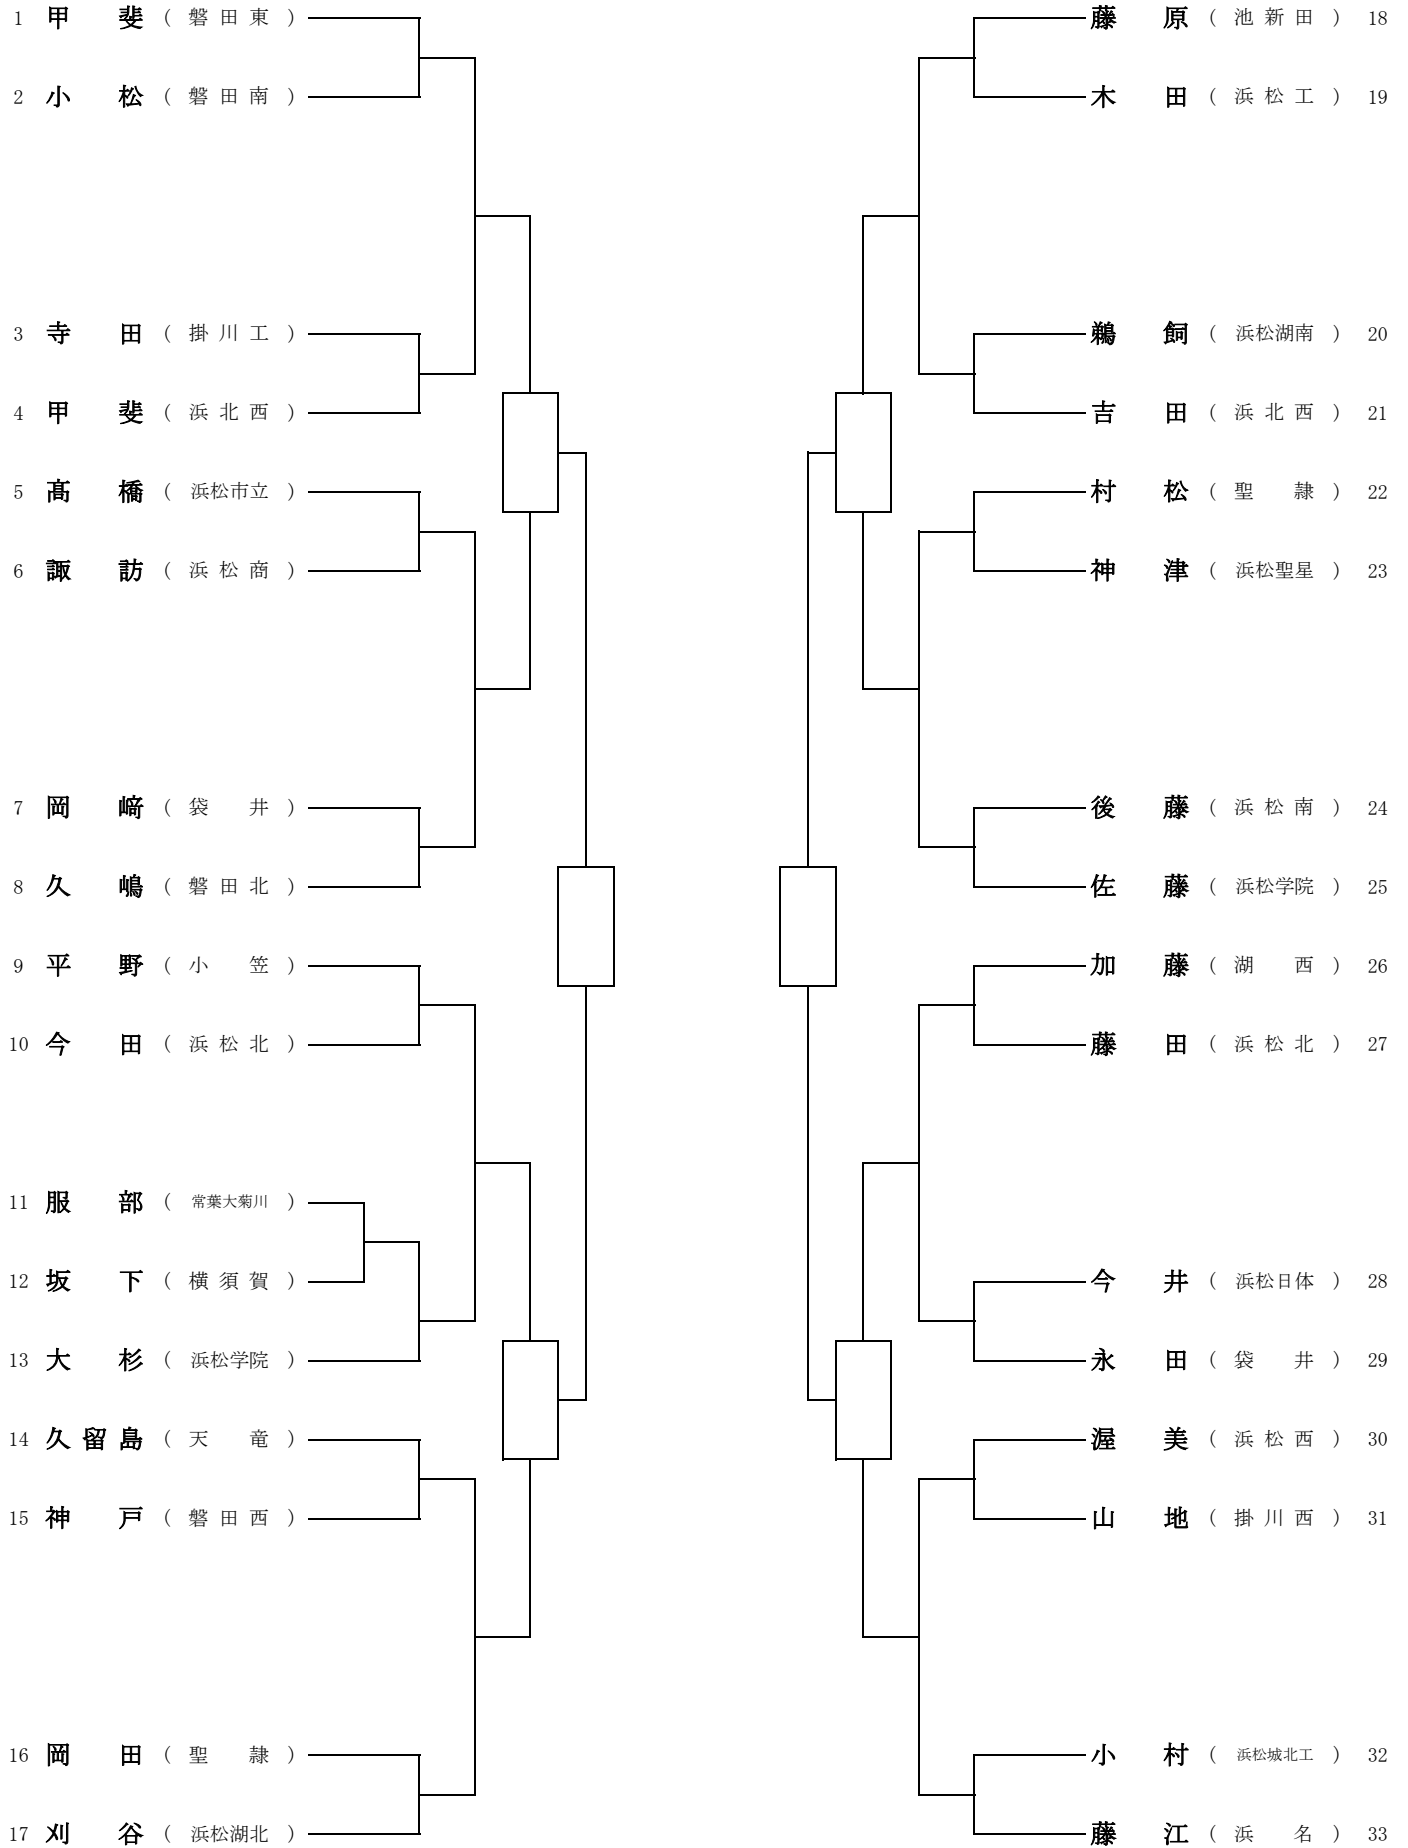 1 甲斐 ( 磐田東 )
2 小松 ( 磐田南 )
3 寺田 ( 掛川工 )
4 甲斐 ( 浜北西 )
5 髙橋 ( 浜松市立 )
6 諏訪 ( 浜松商 )
7 岡﨑 ( 袋井 )
8 久嶋 ( 磐田北 )
9 平野 ( 小笠 )
10 今田 ( 浜松北 )
11 服部 ( 常葉大菊川 )
12 坂下 ( 横須賀 )
13 大杉 ( 浜松学院 )
14 久留島 ( 天竜 )
15 神戸 ( 磐田西 )
16 岡田 ( 聖隷 )
17 刈谷 ( 浜松湖北 )
藤原 ( 池新田 ) 18
木田 ( 浜松工 ) 19
鵜飼 ( 浜松湖南 ) 20
吉田 ( 浜北西 ) 21
村松 ( 聖隷 ) 22
神津 ( 浜松聖星 ) 23
後藤 ( 浜松南 ) 24
佐藤 ( 浜松学院 ) 25
加藤 ( 湖西 ) 26
藤田 ( 浜松北 ) 27
今井 ( 浜松日体 ) 28
永田 ( 袋井 ) 29
渥美 ( 浜松西 ) 30
山地 ( 掛川西 ) 31
小村 ( 浜松城北工 ) 32
藤江 ( 浜名 ) 33